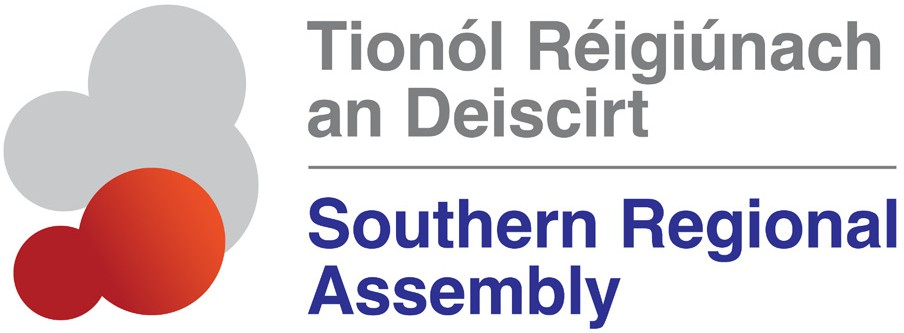 Tionól Réigiúnach
an Deiscirt
Southern Regional
Assembly